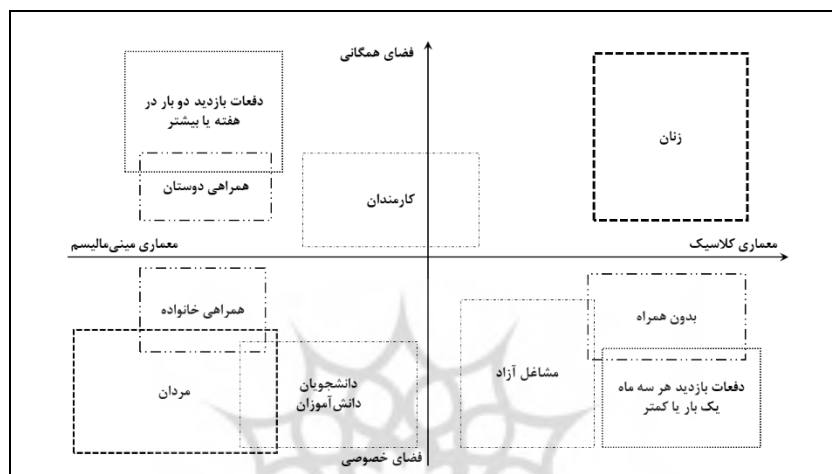 فضای همگانی
دفعات بازدید دو بار در
هفته یا بیشتر
زنان
همراهی دوستان
کارمندان
معماری کلاسیک
معماری مینی‌مالیسم
همراهی خانواده
بدون همراه
مشاغل آزاد
دفعات بازدید هر سه ماه
یک بار یا کمتر
دانشجویان
دانش‌آموزان
مردان
فضای خصوصی